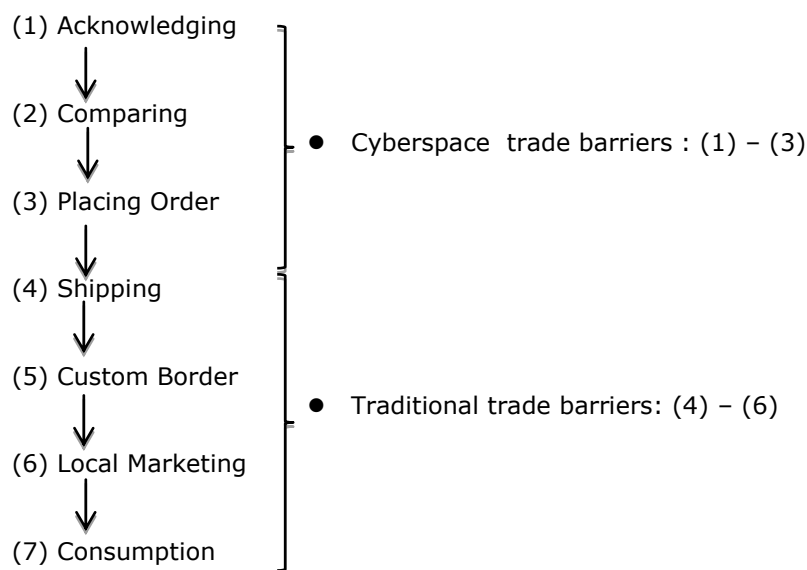 (1) Acknowledging
(2) Comparing
● Cyberspace trade barriers : (1) – (3)
(3) Placing Order
(4) Shipping
(5) Custom Border
● Traditional trade barriers: (4) – (6)
(6) Local Marketing
(7) Consumption